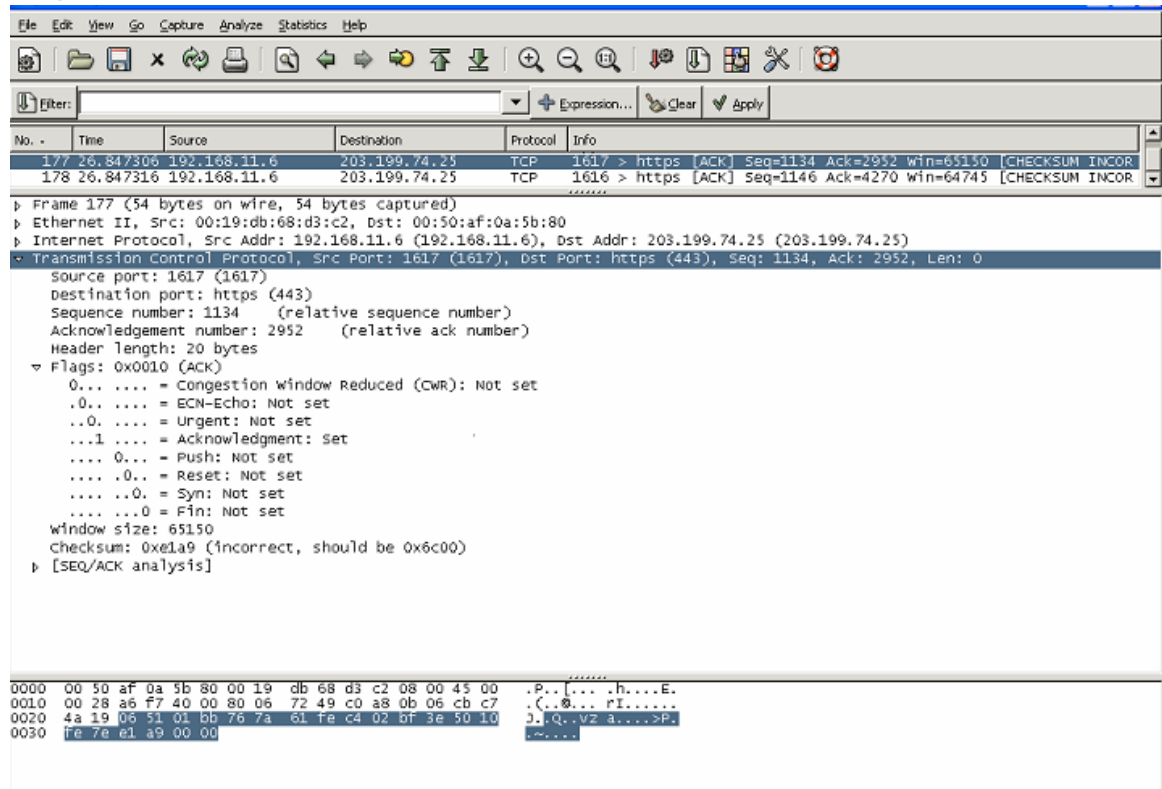 File Edit View Go Capture Analyze Statistics Help
Filter: Expression... Clear Apply
No. - Time Source Destination Protocol Info
177 26.847306 192.168.11.6 203.199.74.25 TCP 1617 > https [ACK] Seq=1134 Ack=2952 Win=65150 [CHECKSUM INCOR
178 26.847316 192.168.11.6 203.199.74.25 TCP 1616 > https [ACK] Seq=1146 Ack=4270 Win=64745 [CHECKSUM INCOR
Frame 177 (54 bytes on wire, 54 bytes captured)
Ethernet II, Src: 00:19:db:68:d3:c2, Dst: 00:50:af:0a:5b:80
Internet Protocol, Src Addr: 192.168.11.6 (192.168.11.6), Dst Addr: 203.199.74.25 (203.199.74.25)
Transmission Control Protocol, Src Port: 1617 (1617), Dst Port: https (443), Seq: 1134, Ack: 2952, Len: 0
Source port: 1617 (1617)
Destination port: https (443)
Sequence number: 1134 (relative sequence number)
Acknowledgement number: 2952 (relative ack number)
Header length: 20 bytes
Flags: 0x0010 (ACK)
0... .... = Congestion Window Reduced (CWR): Not set
.0.. .... = ECN-Echo: Not set
..0. .... = Urgent: Not set
...1 .... = Acknowledgment: Set
.... 0... = Push: Not set
.... .0.. = Reset: Not set
.... ..0. = Syn: Not set
.... ...0 = Fin: Not set
Window size: 65150
Checksum: 0xe1a9 (incorrect, should be 0x6c00)
[SEQ/ACK analysis]
0000 00 50 af 0a 5b 80 00 19 db 68 d3 c2 08 00 45 00 .P..[... .h....E.
0010 00 28 a6 f7 40 00 80 06 72 49 c0 a8 0b 06 cb c7 .(..@... rI......
0020 4a 19 06 51 01 bb 76 7a 61 fe c4 02 bf 3e 50 10 J..Q..vz a....>P.
0030 fe 7e e1 a9 00 00 .~....